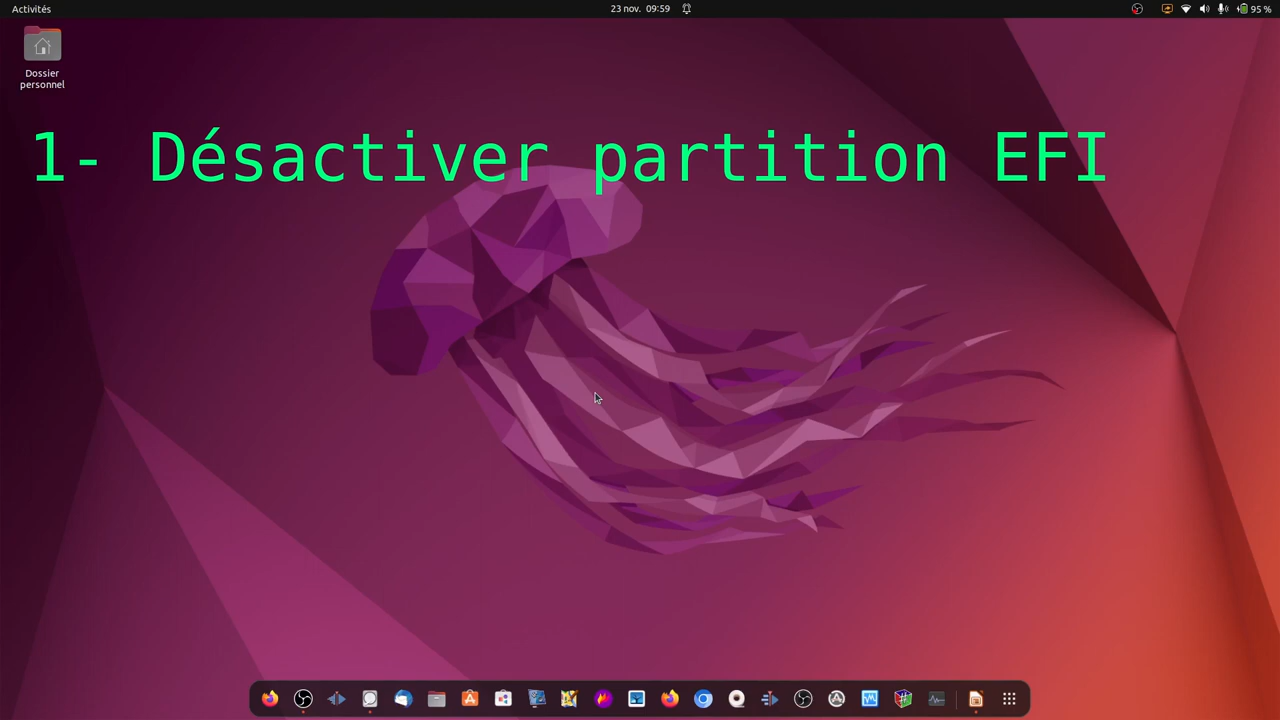 Activités
23 nov. 09:59
95 %
Dossier
personnel
1- Désactiver partition EFI